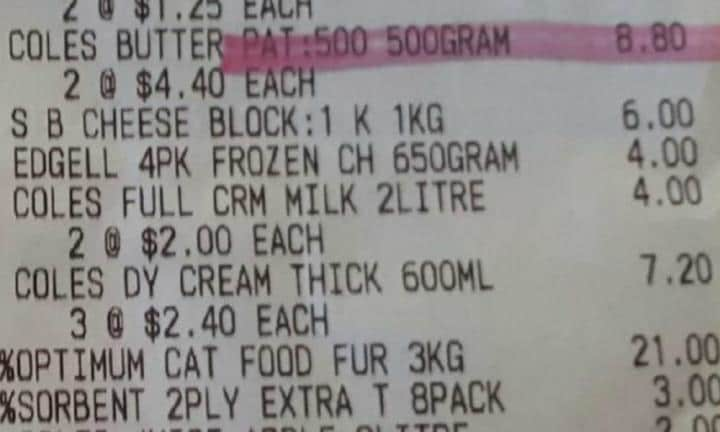 2 @ $1.25 EACH
COLES BUTTER PAT:500 500GRAM 8.80
2 @ $4.40 EACH
S B CHEESE BLOCK:1 K 1KG 6.00
EDGELL 4PK FROZEN CH 650GRAM 4.00
COLES FULL CRM MILK 2LITRE 4.00
2 @ $2.00 EACH
COLES DY CREAM THICK 600ML 7.20
3 @ $2.40 EACH
%OPTIMUM CAT FOOD FUR 3KG 21.00
%SORBENT 2PLY EXTRA T 8PACK 3.00